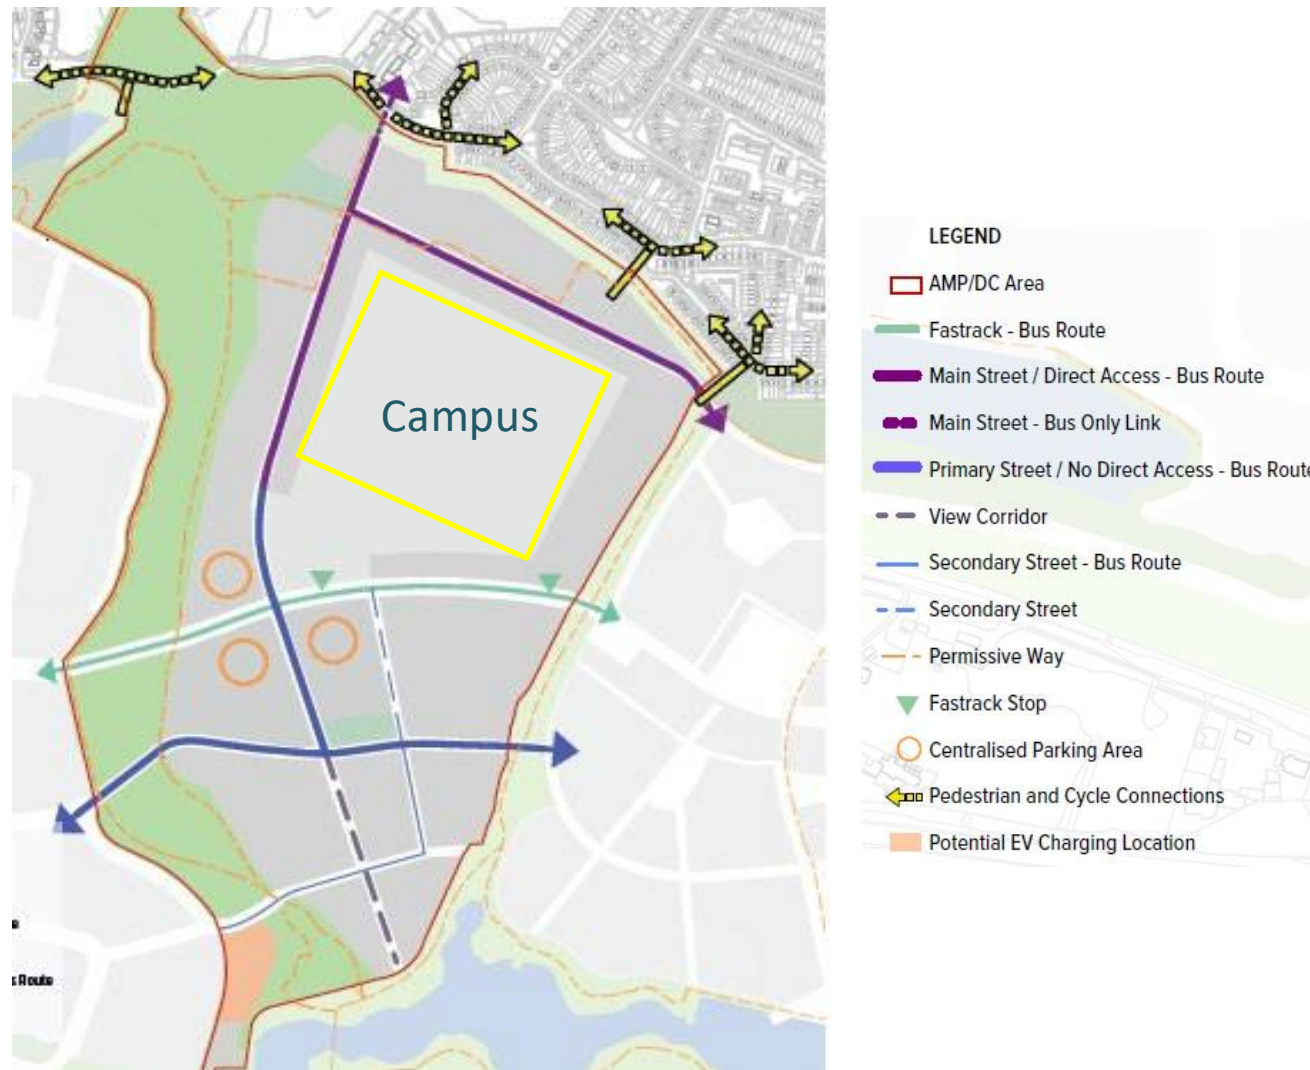 Campus
s Route
LEGEND
AMP/DC Area
Fastrack - Bus Route
Main Street / Direct Access - Bus Route
Main Street - Bus Only Link
Primary Street / No Direct Access - Bus Route
View Corridor
Secondary Street - Bus Route
Secondary Street
Permissive Way
Fastrack Stop
Centralised Parking Area
Pedestrian and Cycle Connections
Potential EV Charging Location